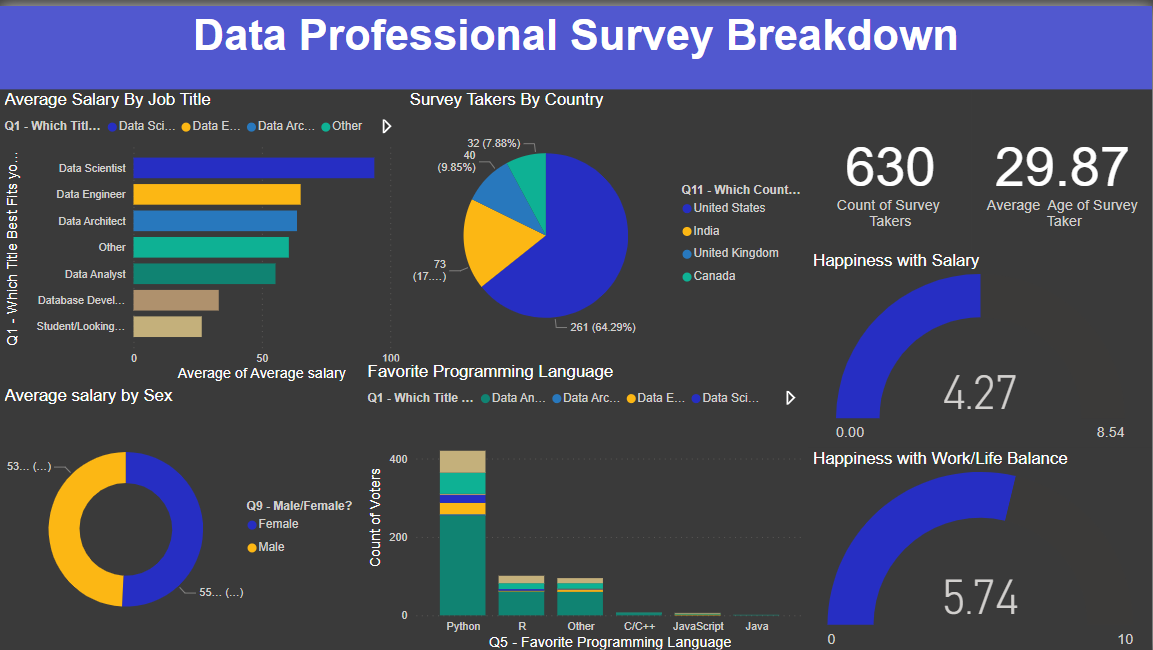 Data Professional Survey Breakdown
Average Salary By Job Title
Q1 - Which Titl... Data Sci... Data E... Data Arc... Other
Q1 - Which Title Best Fits yo...
Data Scientist
Data Engineer
Data Architect
Other
Data Analyst
Database Devel...
Student/Looking...
0 50 100
Average of Average salary
Survey Takers By Country
32 (7.88%)
40
(9.85%)
73
(17....)
261 (64.29%)
Q11 - Which Count...
United States
India
United Kingdom
Canada
630
Count of Survey
Takers
29.87
Average Age of Survey
Taker
Happiness with Salary
4.27
0.00 8.54
Average salary by Sex
53... (...)
55... (...)
Q9 - Male/Female?
Female
Male
Favorite Programming Language
Q1 - Which Title ... Data An... Data Arc... Data E... Data Sci...
Count of Voters
400
200
0
Python R Other C/C++ JavaScript Java
Q5 - Favorite Programming Language
Happiness with Work/Life Balance
5.74
0 10